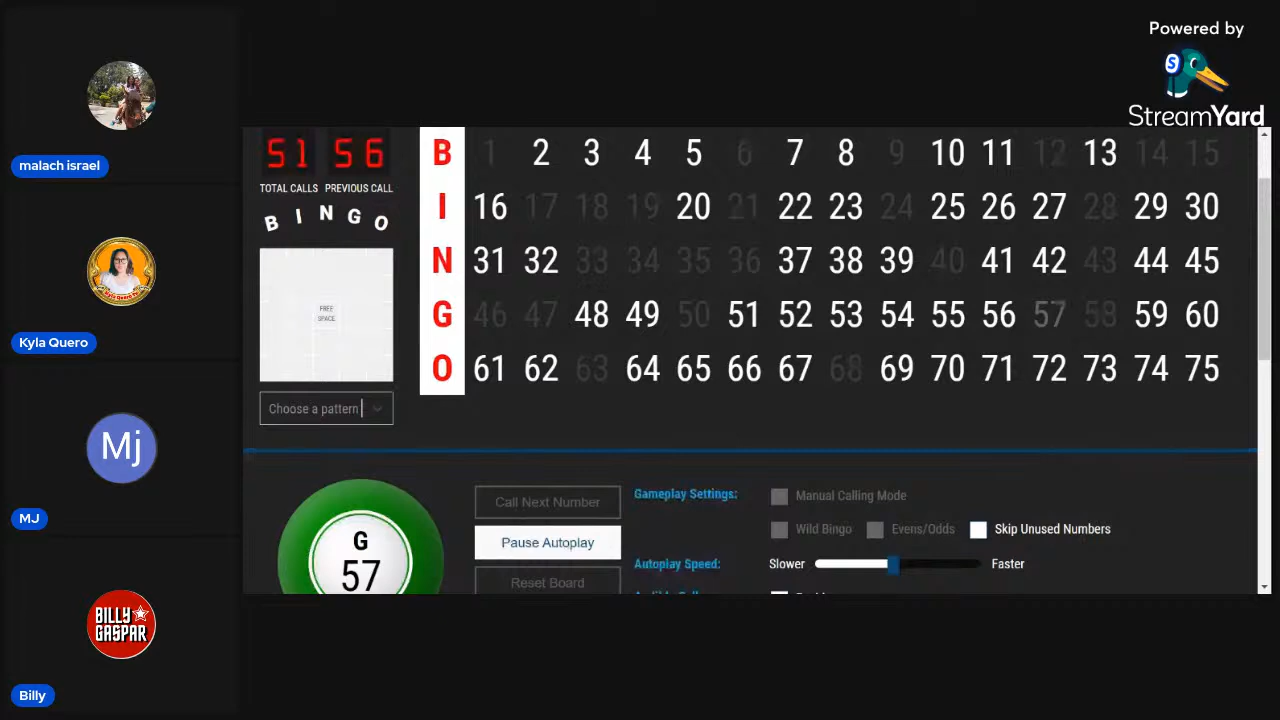 Powered by
S
StreamYard
malach israel
Kyla Quero
Mj
MJ
BILLY
GASPAR
Billy
51 56
TOTAL CALLS PREVIOUS CALL
B I N G O
FREE
SPACE
Choose a pattern
B 1 2 3 4 5 6 7 8 9 10 11 12 13 14 15
I 16 17 18 19 20 21 22 23 24 25 26 27 28 29 30
N 31 32 33 34 35 36 37 38 39 40 41 42 43 44 45
G 46 47 48 49 50 51 52 53 54 55 56 57 58 59 60
O 61 62 63 64 65 66 67 68 69 70 71 72 73 74 75
G
57
Call Next Number
Pause Autoplay
Reset Board
Gameplay Settings:
Manual Calling Mode
Wild Bingo Evens/Odds Skip Unused Numbers
Autoplay Speed:
Slower Faster